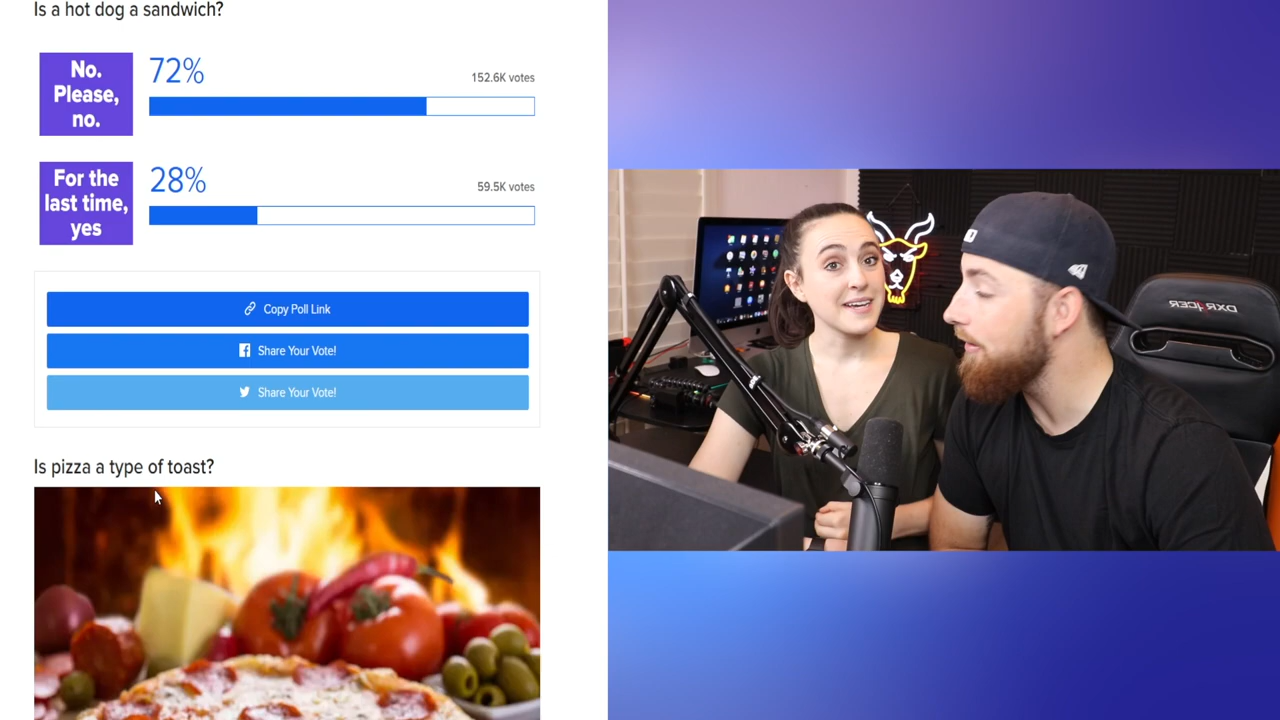 Is a hot dog a sandwich?
No.
Please,
no.
72%
152.6K votes
For the
last time,
yes
28%
59.5K votes
Copy Poll Link
Share Your Vote!
Share Your Vote!
Is pizza a type of toast?
DXRACER